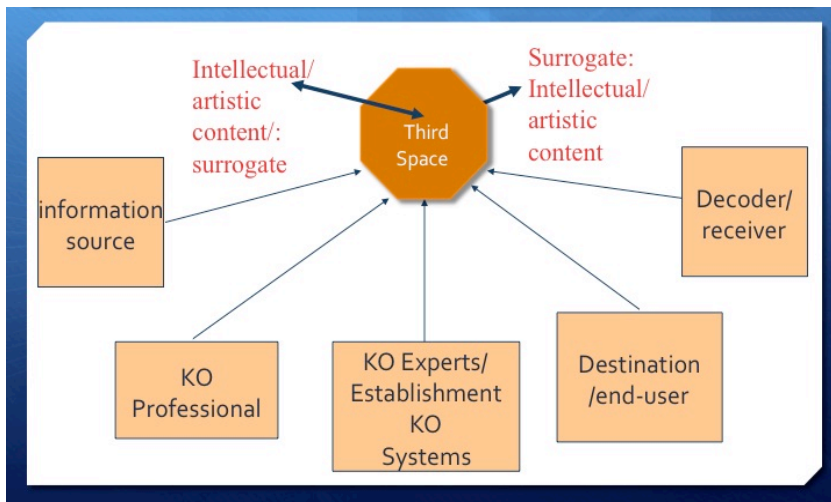 Intellectual/
artistic
content/:
surrogate
Third
Space
Surrogate:
Intellectual/
artistic
content
information
source
KO
Professional
KO Experts/
Establishment
KO
Systems
Destination
/end-user
Decoder/
receiver